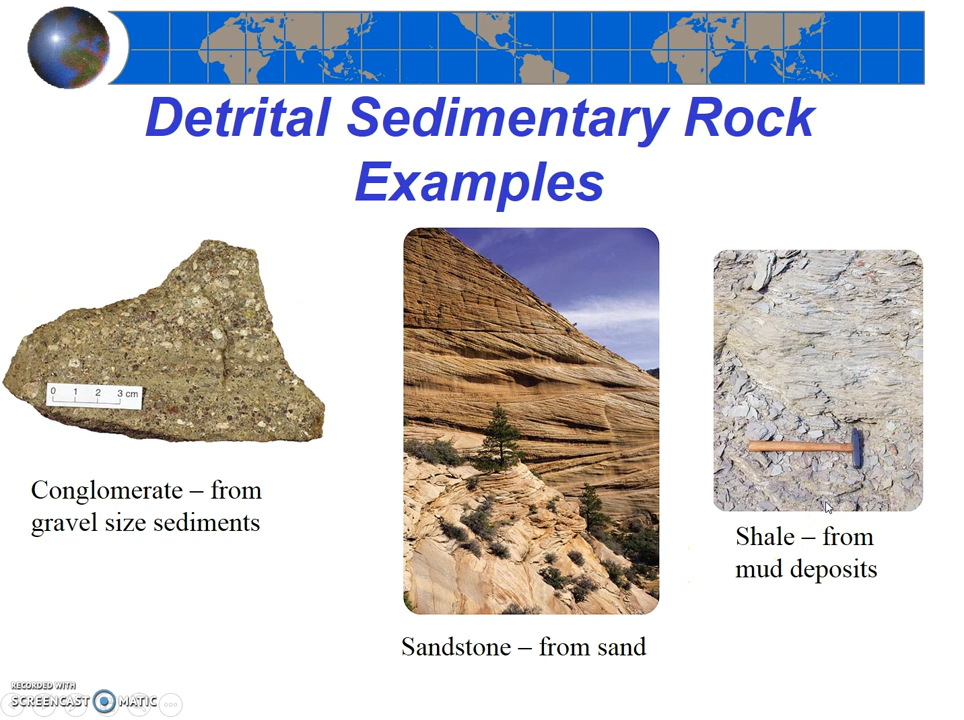 Detrital Sedimentary Rock
Examples
0 1 2 3 cm
Conglomerate – from
gravel size sediments
Sandstone – from sand
Shale – from
mud deposits
RECORDED WITH
SCREENCAST MATIC